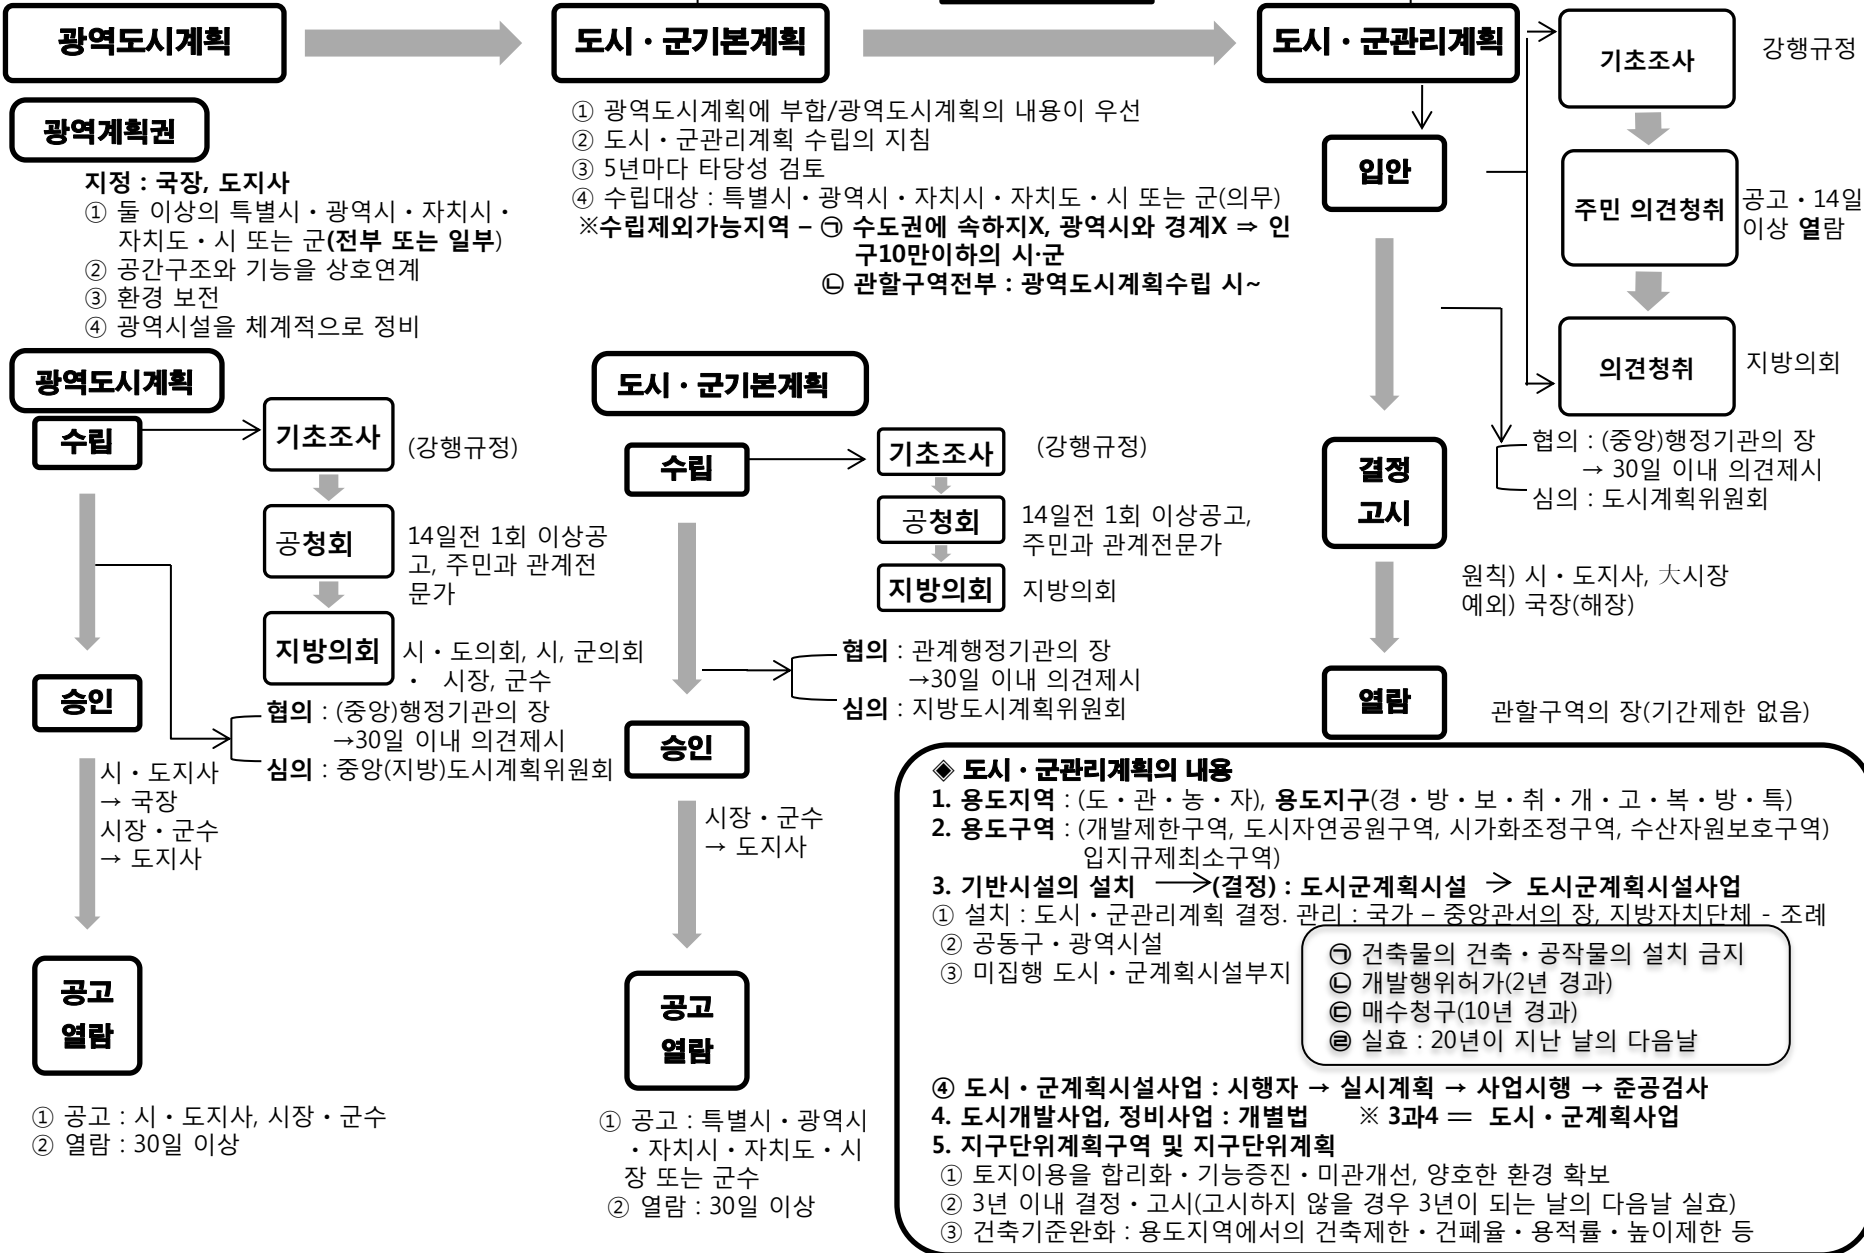 광역도시계획
도시・군기본계획
도시・군관리계획
광역계획권
지정 : 국장, 도지사
① 둘 이상의 특별시・광역시・자치시・
자치도・시 또는 군(전부 또는 일부)
② 공간구조와 기능을 상호연계
③ 환경 보전
④ 광역시설을 체계적으로 정비
① 광역도시계획에 부합/광역도시계획의 내용이 우선
② 도시・군관리계획 수립의 지침
③ 5년마다 타당성 검토
④ 수립대상 : 특별시・광역시・자치시・자치도・시 또는 군(의무)
※수립제외가능지역 – ㉠ 수도권에 속하지X, 광역시와 경계X ⇒ 인
구10만이하의 시·군
㉡ 관할구역전부 : 광역도시계획수립 시~
기초조사
강행규정
주민 의견청취
공고・14일
이상 열람
의견청취
지방의회
입안
협의 : (중앙)행정기관의 장
→ 30일 이내 의견제시
심의 : 도시계획위원회
결정
고시
원칙) 시・도지사, 大시장
예외) 국장(해장)
열람
관할구역의 장(기간제한 없음)
광역도시계획
수립
기초조사
(강행규정)
공청회
14일전 1회 이상공
고, 주민과 관계전
문가
지방의회
시・도의회, 시, 군의회
・ 시장, 군수
협의 : (중앙)행정기관의 장
→30일 이내 의견제시
심의 : 중앙(지방)도시계획위원회
승인
시・도지사
→ 국장
시장・군수
→ 도지사
공고
열람
① 공고 : 시・도지사, 시장・군수
② 열람 : 30일 이상
도시・군기본계획
수립
기초조사
(강행규정)
공청회
14일전 1회 이상공고,
주민과 관계전문가
지방의회
지방의회
협의 : 관계행정기관의 장
→30일 이내 의견제시
심의 : 지방도시계획위원회
승인
시장・군수
→ 도지사
공고
열람
① 공고 : 특별시・광역시
・자치시・자치도・시
장 또는 군수
② 열람 : 30일 이상
◈ 도시・군관리계획의 내용
1. 용도지역 : (도・관・농・자), 용도지구(경・방・보・취・개・고・복・방・특)
2. 용도구역 : (개발제한구역, 도시자연공원구역, 시가화조정구역, 수산자원보호구역)
입지규제최소구역)
3. 기반시설의 설치 → (결정) : 도시군계획시설 → 도시군계획시설사업
① 설치 : 도시・군관리계획 결정. 관리 : 국가 – 중앙관서의 장, 지방자치단체 - 조례
② 공동구・광역시설
③ 미집행 도시・군계획시설부지
㉠ 건축물의 건축・공작물의 설치 금지
㉡ 개발행위허가(2년 경과)
㉢ 매수청구(10년 경과)
㉣ 실효 : 20년이 지난 날의 다음날
④ 도시・군계획시설사업 : 시행자 → 실시계획 → 사업시행 → 준공검사
4. 도시개발사업, 정비사업 : 개별법 ※ 3과4 ＝ 도시・군계획사업
5. 지구단위계획구역 및 지구단위계획
① 토지이용을 합리화・기능증진・미관개선, 양호한 환경 확보
② 3년 이내 결정・고시(고시하지 않을 경우 3년이 되는 날의 다음날 실효)
③ 건축기준완화 : 용도지역에서의 건축제한・건폐율・용적률・높이제한 등